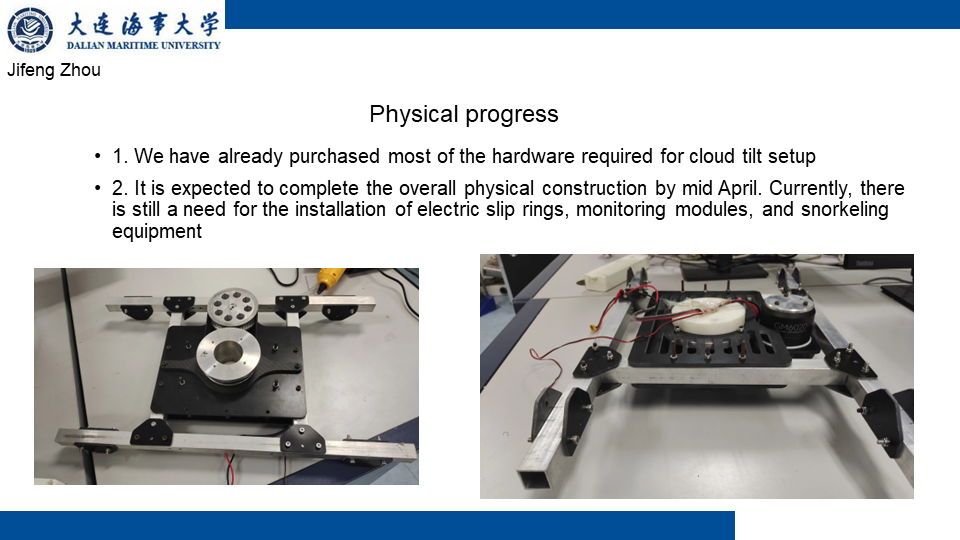 大连海事大学
DALIAN MARITIME UNIVERSITY
Jifeng Zhou
Physical progress
• 1. We have already purchased most of the hardware required for cloud tilt setup
• 2. It is expected to complete the overall physical construction by mid April. Currently, there
is still a need for the installation of electric slip rings, monitoring modules, and snorkeling
equipment
GM6020